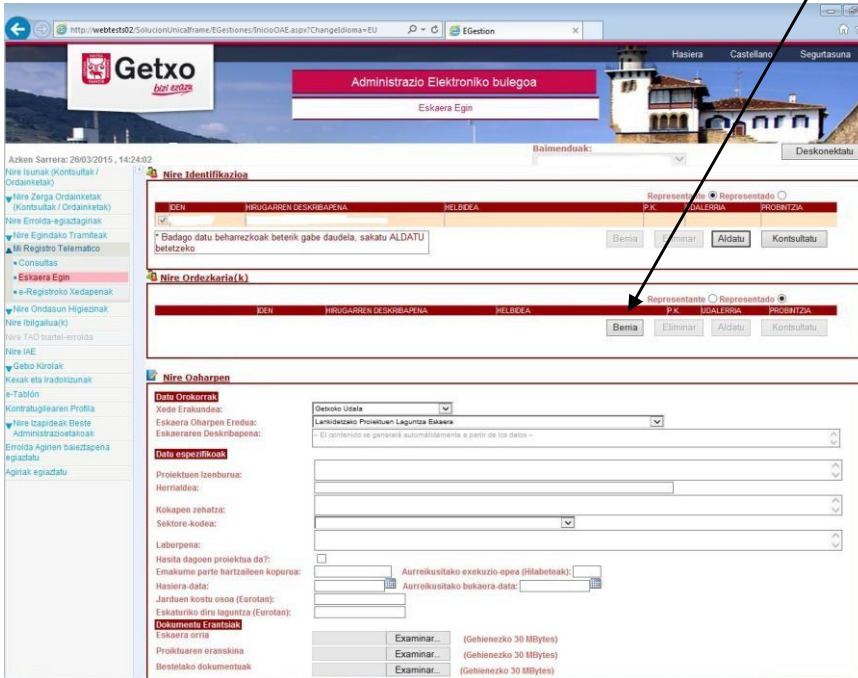 http://webtests02/SolucionUnicaIframe/EGestiones/InicioOAE.aspx?ChangeIdioma=EU
EGestion
Hasiera Castellano Segurtasuna
Getxo
bizi ezazu
Administrazio Elektroniko bulegoa
Eskaera Egin
Baimenduak:
Deskonektatu
Azken Sarrera: 26/03/2015 , 14:24:02
Nire Isunak (Kontsultak /
Ordainketak)
Nire Zerga Ordainketak
(Kontsultak / Ordainketak)
Nire Errolda-egiaztaginak
Nire Egindako Tramiteak
Mi Registro Telematico
Consultas
Eskaera Egin
e-Registroko Xedapenak
Nire Ondasun Higiezinak
Nire Ibilgailua(k)
Nire TAO txartel-errolda
Nire IAE
Getxo Kirolak
Kexak eta Iradokizunak
e-Tablón
Kontratugilearen Profila
Nire Izapideak Beste
Administrazioetakoak
Errolda Agirien baieztapena
egiaztatu
Agiriak egiaztatu
Nire Identifikazioa
Representante Representado
IDEN HIRUGARREN DESKRIBAPENA HELBIDEA P.K. UDALERRIA PROBINTZIA
* Badago datu beharrezkoak beterik gabe daudela, sakatu ALDATU
betetzeko
Berria Eliminar Aldatu Kontsultatu
Nire Ordezkaria(k)
Representante Representado
IDEN HIRUGARREN DESKRIBAPENA HELBIDEA P.K. UDALERRIA PROBINTZIA
Berria Eliminar Aldatu Kontsultatu
Nire Oaharpen
Datu Orokorrak
Xede Erakundea: Getxoko Udala
Eskaera Oharpen Eredua: Lankidetzako Proiektuen Laguntza Eskaera
Eskaeraren Deskribapena: -- El contenido se generará automáticamente a partir de los datos --
Datu espezifikoak
Proiektuen Izenburua:
Herrialdea:
Kokapen zehatza:
Sektore-kodea:
Laburpena:
Hasita dagoen proiektua da?:
Emakume parte hartzaileen kopurua: Aurreikusitako exekuzio-epea (Hilabeteak):
Hasiera-data: Aurreikusitako bukaera-data:
Jarduen kostu osoa (Eurotan):
Eskaturiko diru laguntza (Eurotan):
Dokumentu Erantsiak
Eskaera orria Examinar... (Gehienezko 30 MBytes)
Proiktuaren eranskina Examinar... (Gehienezko 30 MBytes)
Bestelako dokumentuak Examinar... (Gehienezko 30 MBytes)